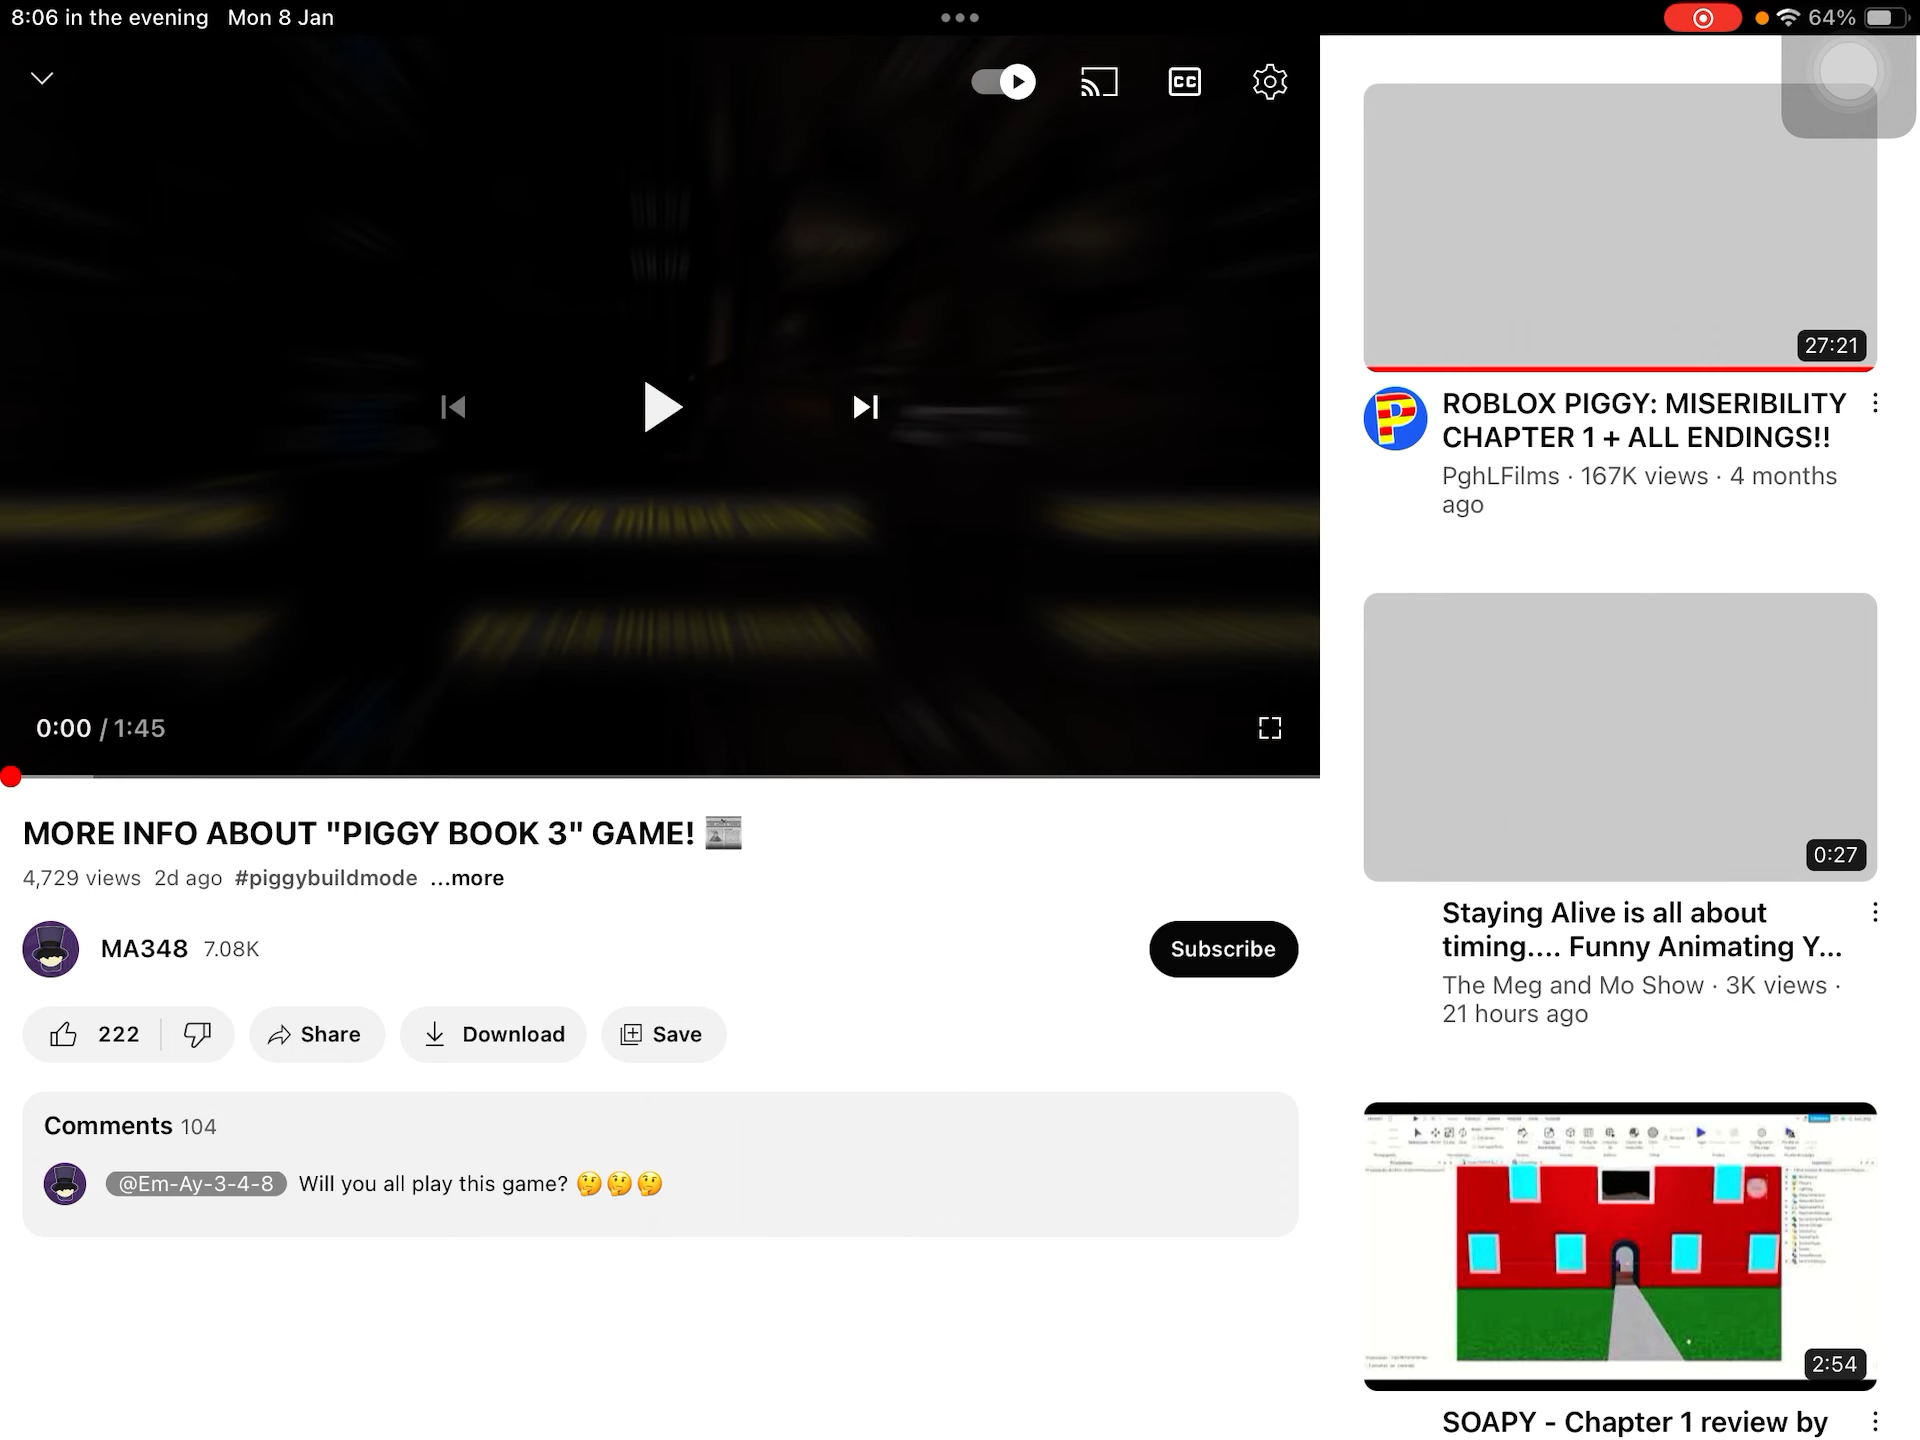 8:06 in the evening Mon 8 Jan
64%
CC
0:00 / 1:45
MORE INFO ABOUT "PIGGY BOOK 3" GAME! 📰
4,729 views 2d ago #piggybuildmode ...more
MA348 7.08K
Subscribe
222
Share
Download
Save
Comments 104
@Em-Ay-3-4-8 Will you all play this game? 🤔🤔🤔
27:21
P
ROBLOX PIGGY: MISERIBILITY
CHAPTER 1 + ALL ENDINGS!!
PghLFilms · 167K views · 4 months
ago
0:27
Staying Alive is all about
timing.... Funny Animating Y...
The Meg and Mo Show · 3K views ·
21 hours ago
2:54
SOAPY - Chapter 1 review by